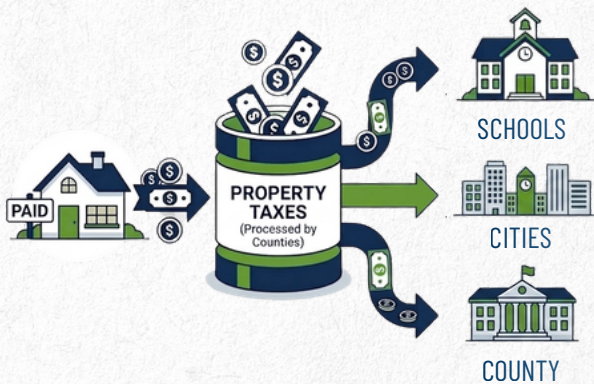 SCHOOLS
PAID
PROPERTY
TAXES
(Processed by
Counties)
CITIES
COUNTY